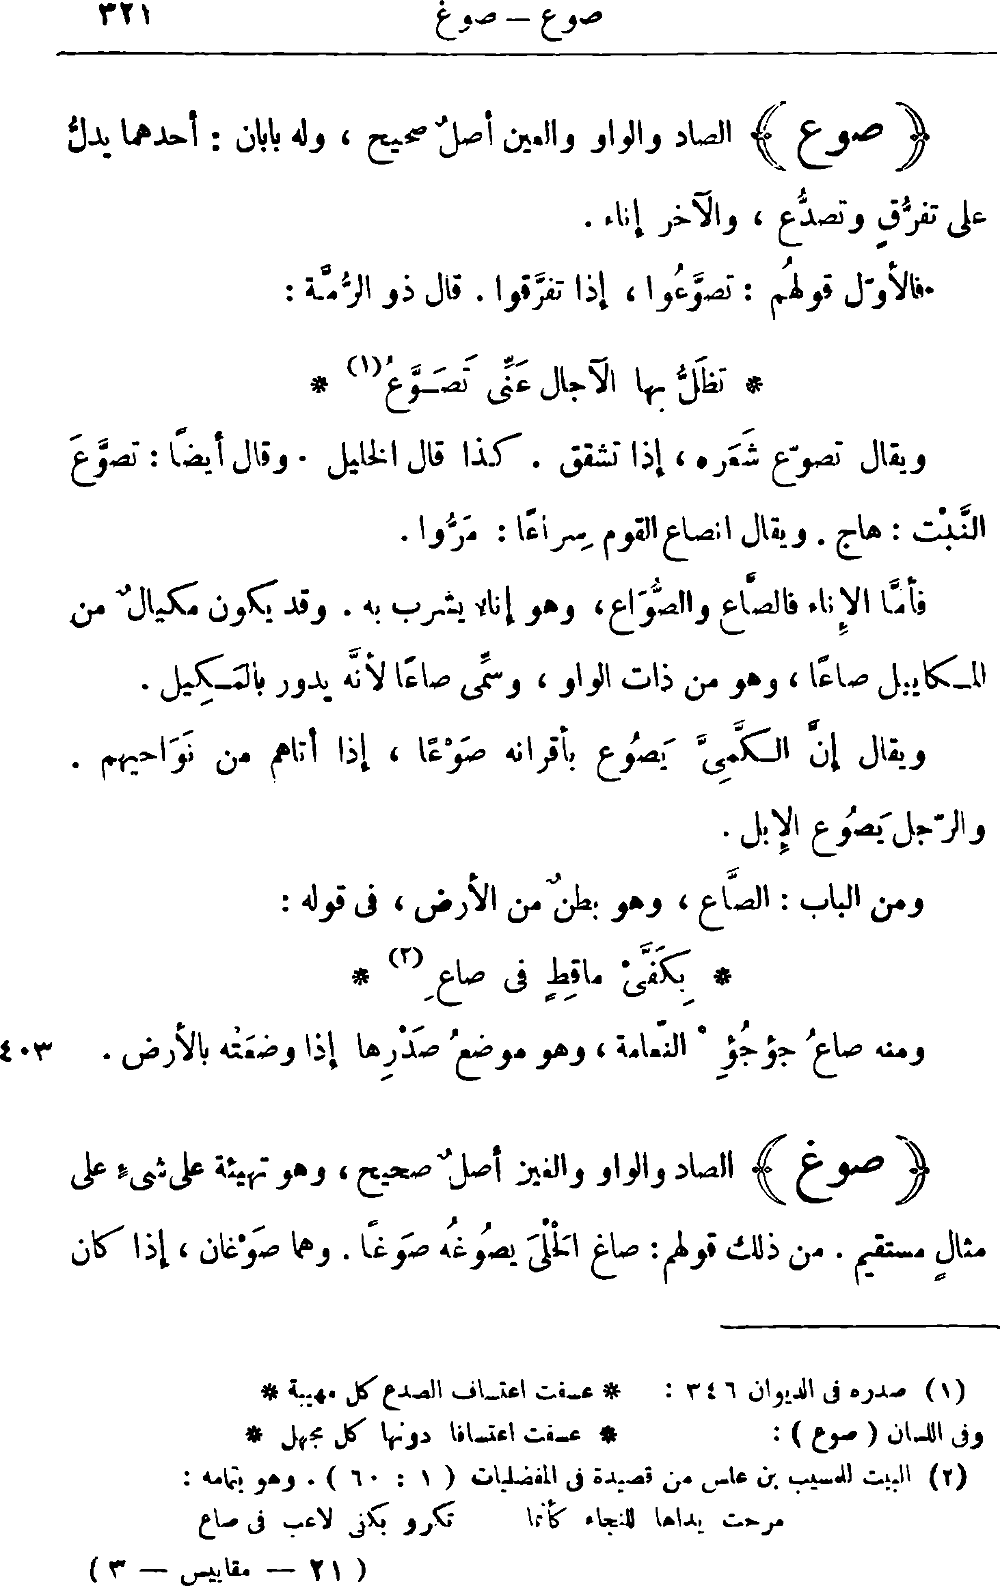 صوع — صوغ ٣٢١
﴿ صوع ﴾ الصاد والواو والعين أصلٌ صحيح ، وله بابان : أحدهما يدلُّ
على تفرُّقٍ وتصدُّع ، والآخر إناء .
فالأوّل قولهُم : تصوَّعُوا ، إذا تفرَّقوا . قال ذو الرُّمَّة :
* تظَلُّ بها الآجال عَنِّى تَصَوَّعُ (١) *
ويقال تصوّع شَعَره ، إذا تشقق . كذا قال الخليل . وقال أيضًا : تصوَّعَ
النَّبْت : هاج . ويقال انصاع القوم سِراعًا : مَرُّوا .
فأمَّا الإناء فالصَّاع والصُّوَاع ، وهو إناء يشرب به . وقد يكون مكيالٌ من
المكاييل صاعًا ، وهو من ذات الواو ، وسمِّى صاعًا لأنَّه يدور بالمَكِيل .
ويقال إنَّ الكَمِىَّ يَصُوع بأقرانه صَوْعًا ، إذا أتاهم من نَوَاحيهم .
والرّجل يَصُوع الإبل .
ومن الباب : الصَّاع ، وهو بطنٌ من الأرض ، فى قوله :
* بِكَفَّىْ ماقِطٍ فى صاعِ (٢) *
ومنه صاعُ جؤجُؤِ النّعامة ، وهو موضعُ صَدْرِها إذا وضعَتْه بالأرض . ٤٠٣
﴿ صوغ ﴾ الصاد والواو والغين أصلٌ صحيح ، وهو تهيئة على شىءٍ على
مثالٍ مستقيم . من ذلك قولهم : صاغ الحَلْىَ يصُوغُه صَوغًا . وهما صَوْغان ، إذا كان
(١) صدره فى الديوان ٣٤٦ : * عسفت اعتساف الصدع كل مهيبة *
وفى اللسان ( صوع ) : * عسفت اعتسافا دونها كل مجهل *
(٢) البيت للمسيب بن علس من قصيدة فى المفضليات ( ١ : ٦٠ ) . وهو بتمامه :
مرحت يداها للنجاء كأنما تكرو بكفى لاعب فى صاع
( ٢١ — مقاييس — ٣ )